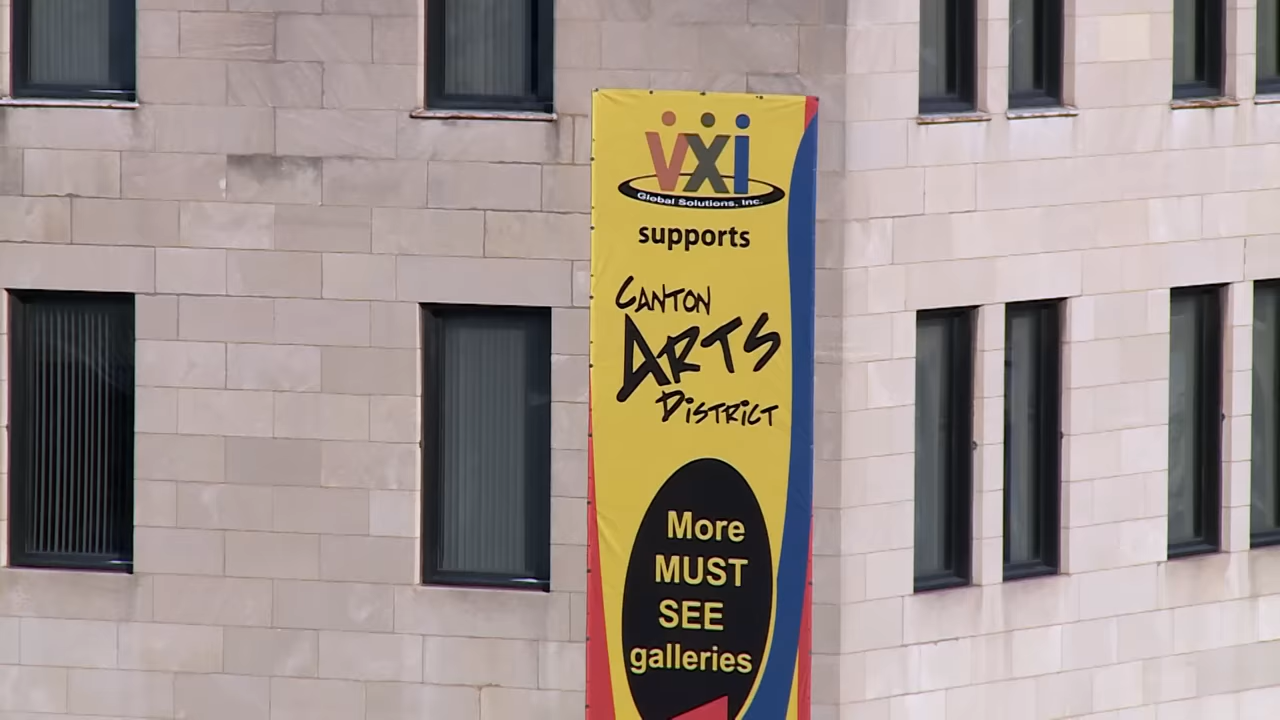 vxi
Global Solutions, Inc.
supports
CANTON
ARTS
DISTRICT
More
MUST
SEE
galleries